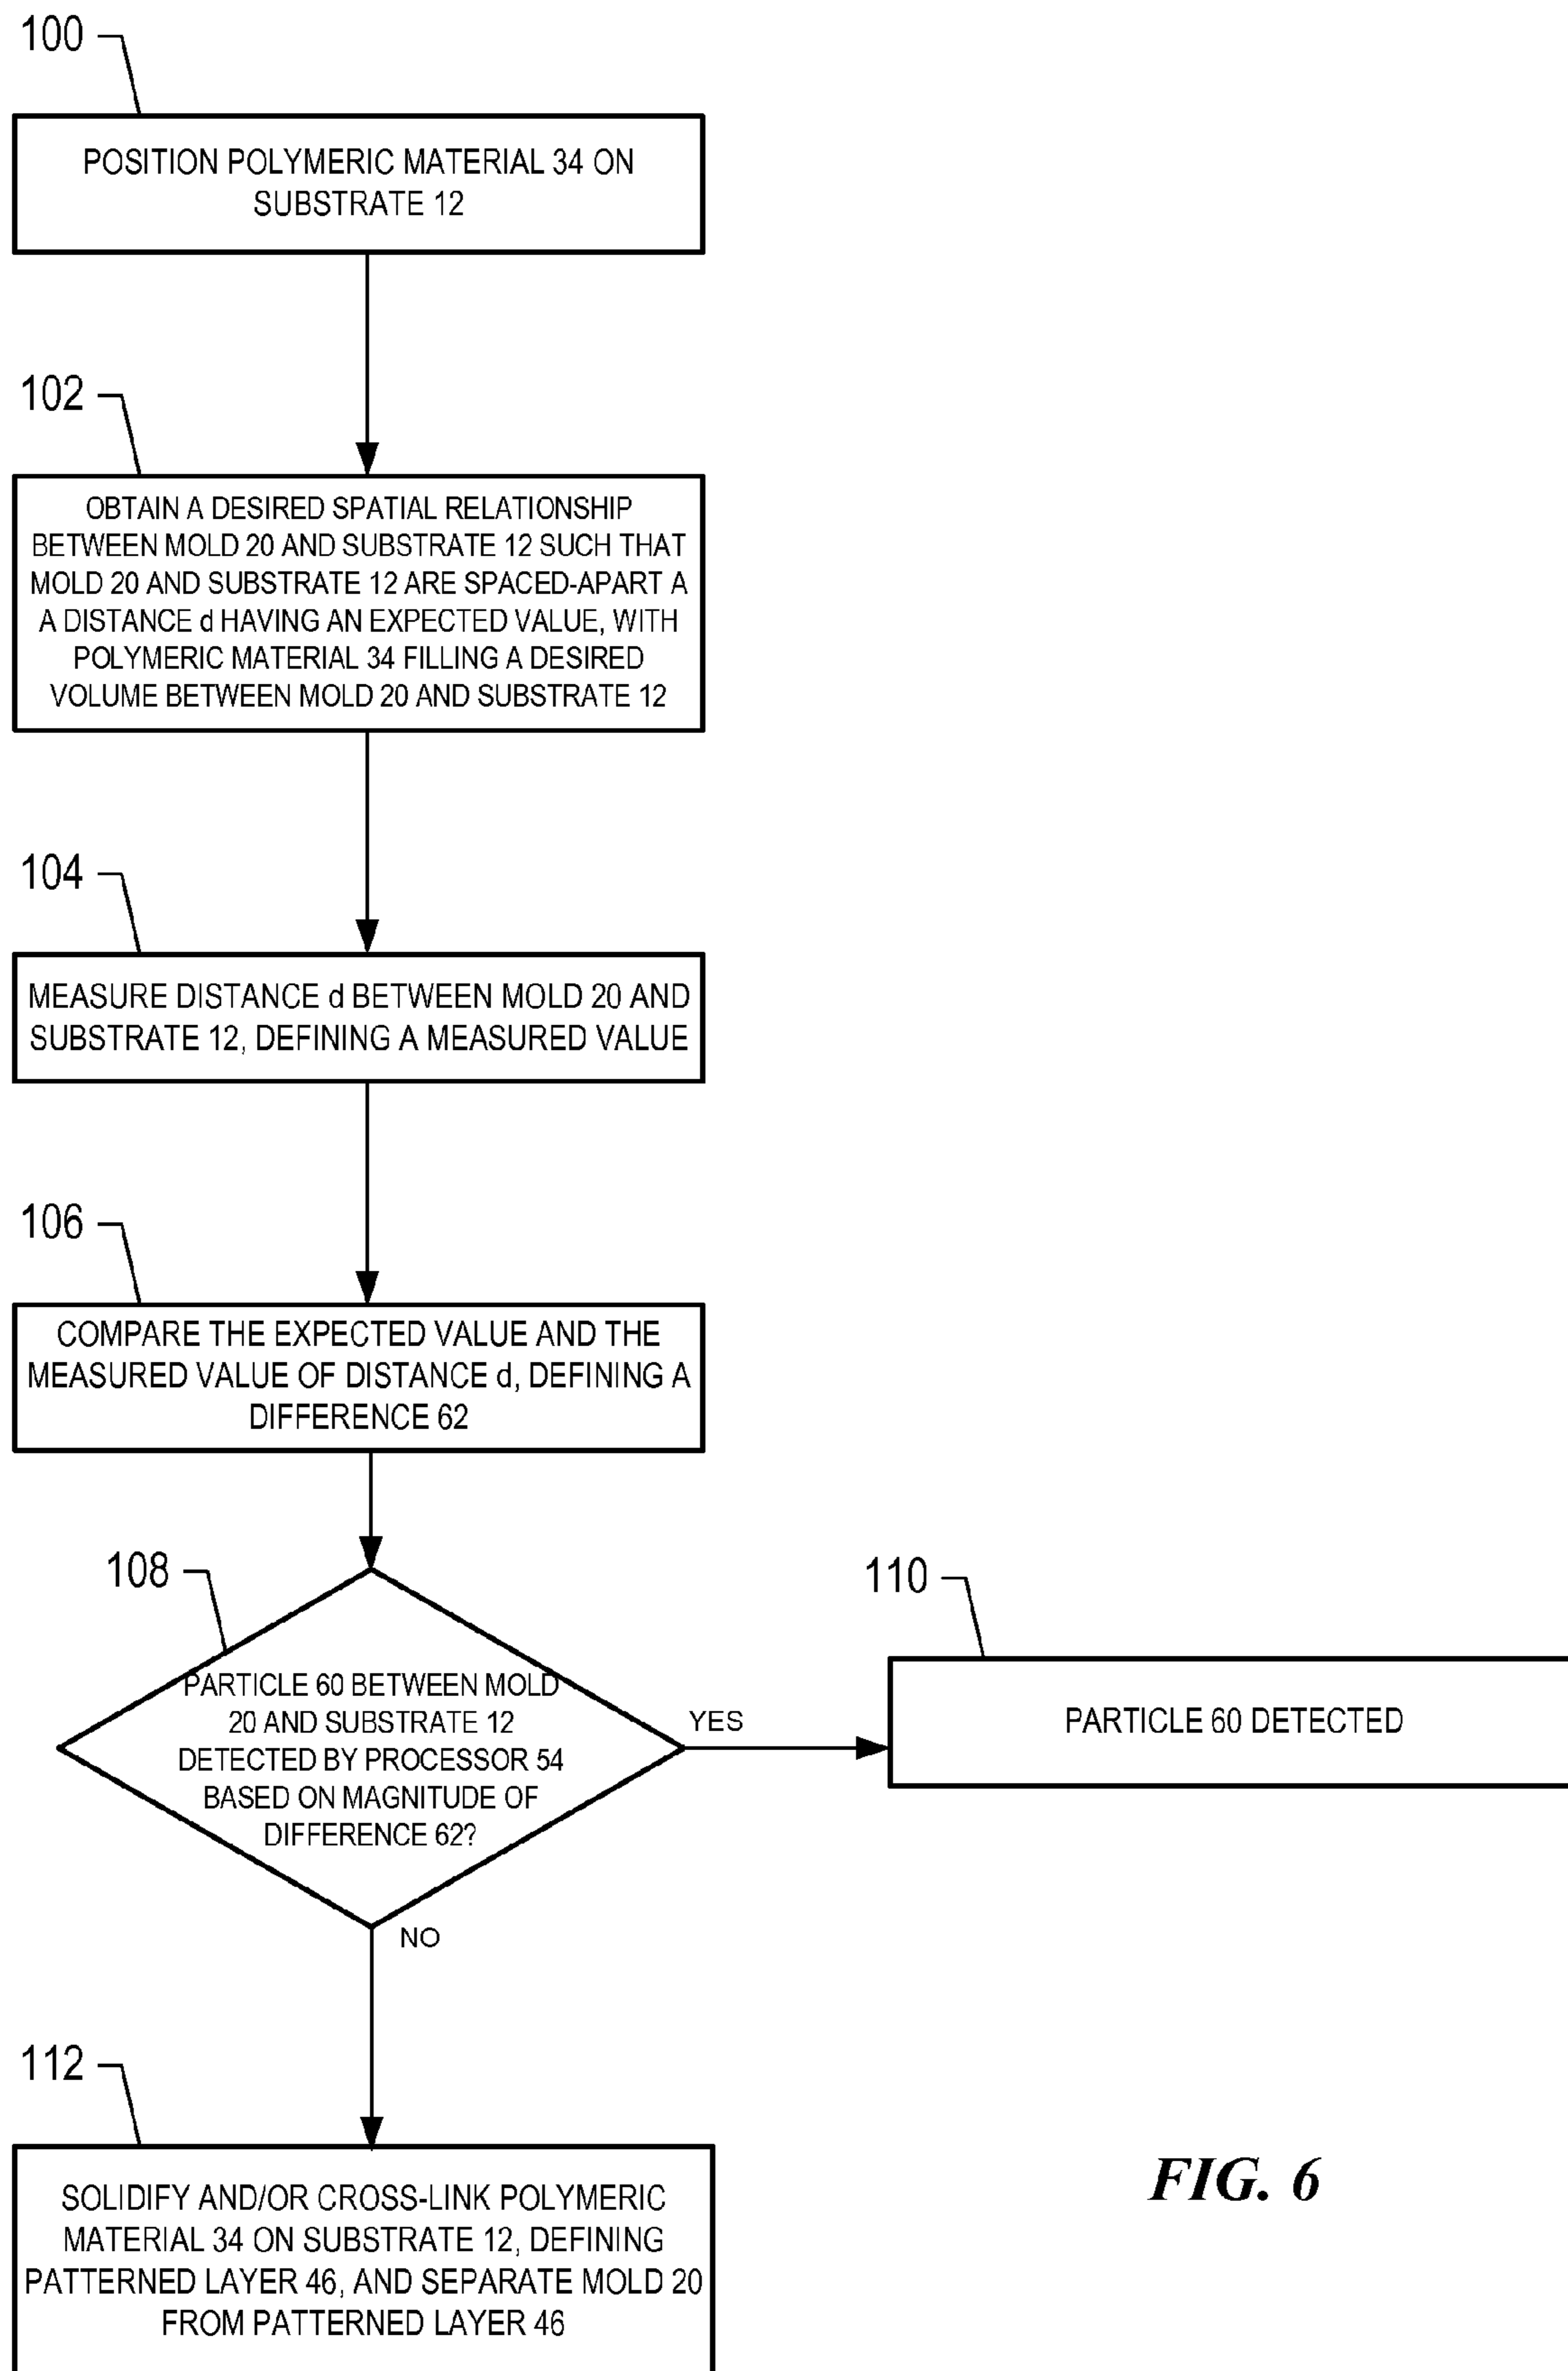 100
POSITION POLYMERIC MATERIAL 34 ON
SUBSTRATE 12
102
OBTAIN A DESIRED SPATIAL RELATIONSHIP
BETWEEN MOLD 20 AND SUBSTRATE 12 SUCH THAT
MOLD 20 AND SUBSTRATE 12 ARE SPACED-APART A
A DISTANCE d HAVING AN EXPECTED VALUE, WITH
POLYMERIC MATERIAL 34 FILLING A DESIRED
VOLUME BETWEEN MOLD 20 AND SUBSTRATE 12
104
MEASURE DISTANCE d BETWEEN MOLD 20 AND
SUBSTRATE 12, DEFINING A MEASURED VALUE
106
COMPARE THE EXPECTED VALUE AND THE
MEASURED VALUE OF DISTANCE d, DEFINING A
DIFFERENCE 62
108
PARTICLE 60 BETWEEN MOLD
20 AND SUBSTRATE 12
DETECTED BY PROCESSOR 54
BASED ON MAGNITUDE OF
DIFFERENCE 62?
YES
110
PARTICLE 60 DETECTED
NO
112
SOLIDIFY AND/OR CROSS-LINK POLYMERIC
MATERIAL 34 ON SUBSTRATE 12, DEFINING
PATTERNED LAYER 46, AND SEPARATE MOLD 20
FROM PATTERNED LAYER 46
FIG. 6